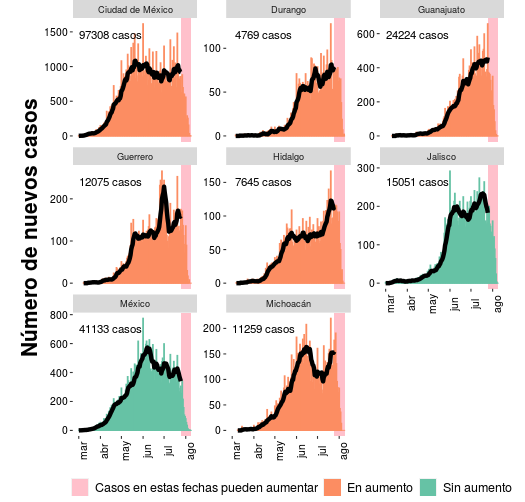 Número de nuevos casos
Ciudad de México
97308 casos
1500
1000
500
0
Durango
4769 casos
100
50
0
Guanajuato
24224 casos
600
400
200
0
Guerrero
12075 casos
200
100
0
Hidalgo
7645 casos
150
100
50
0
Jalisco
15051 casos
300
200
100
0
mar
abr
may
jun
jul
ago
México
41133 casos
800
600
400
200
0
mar
abr
may
jun
jul
ago
Michoacán
11259 casos
200
150
100
50
0
mar
abr
may
jun
jul
ago
Casos en estas fechas pueden aumentar En aumento Sin aumento